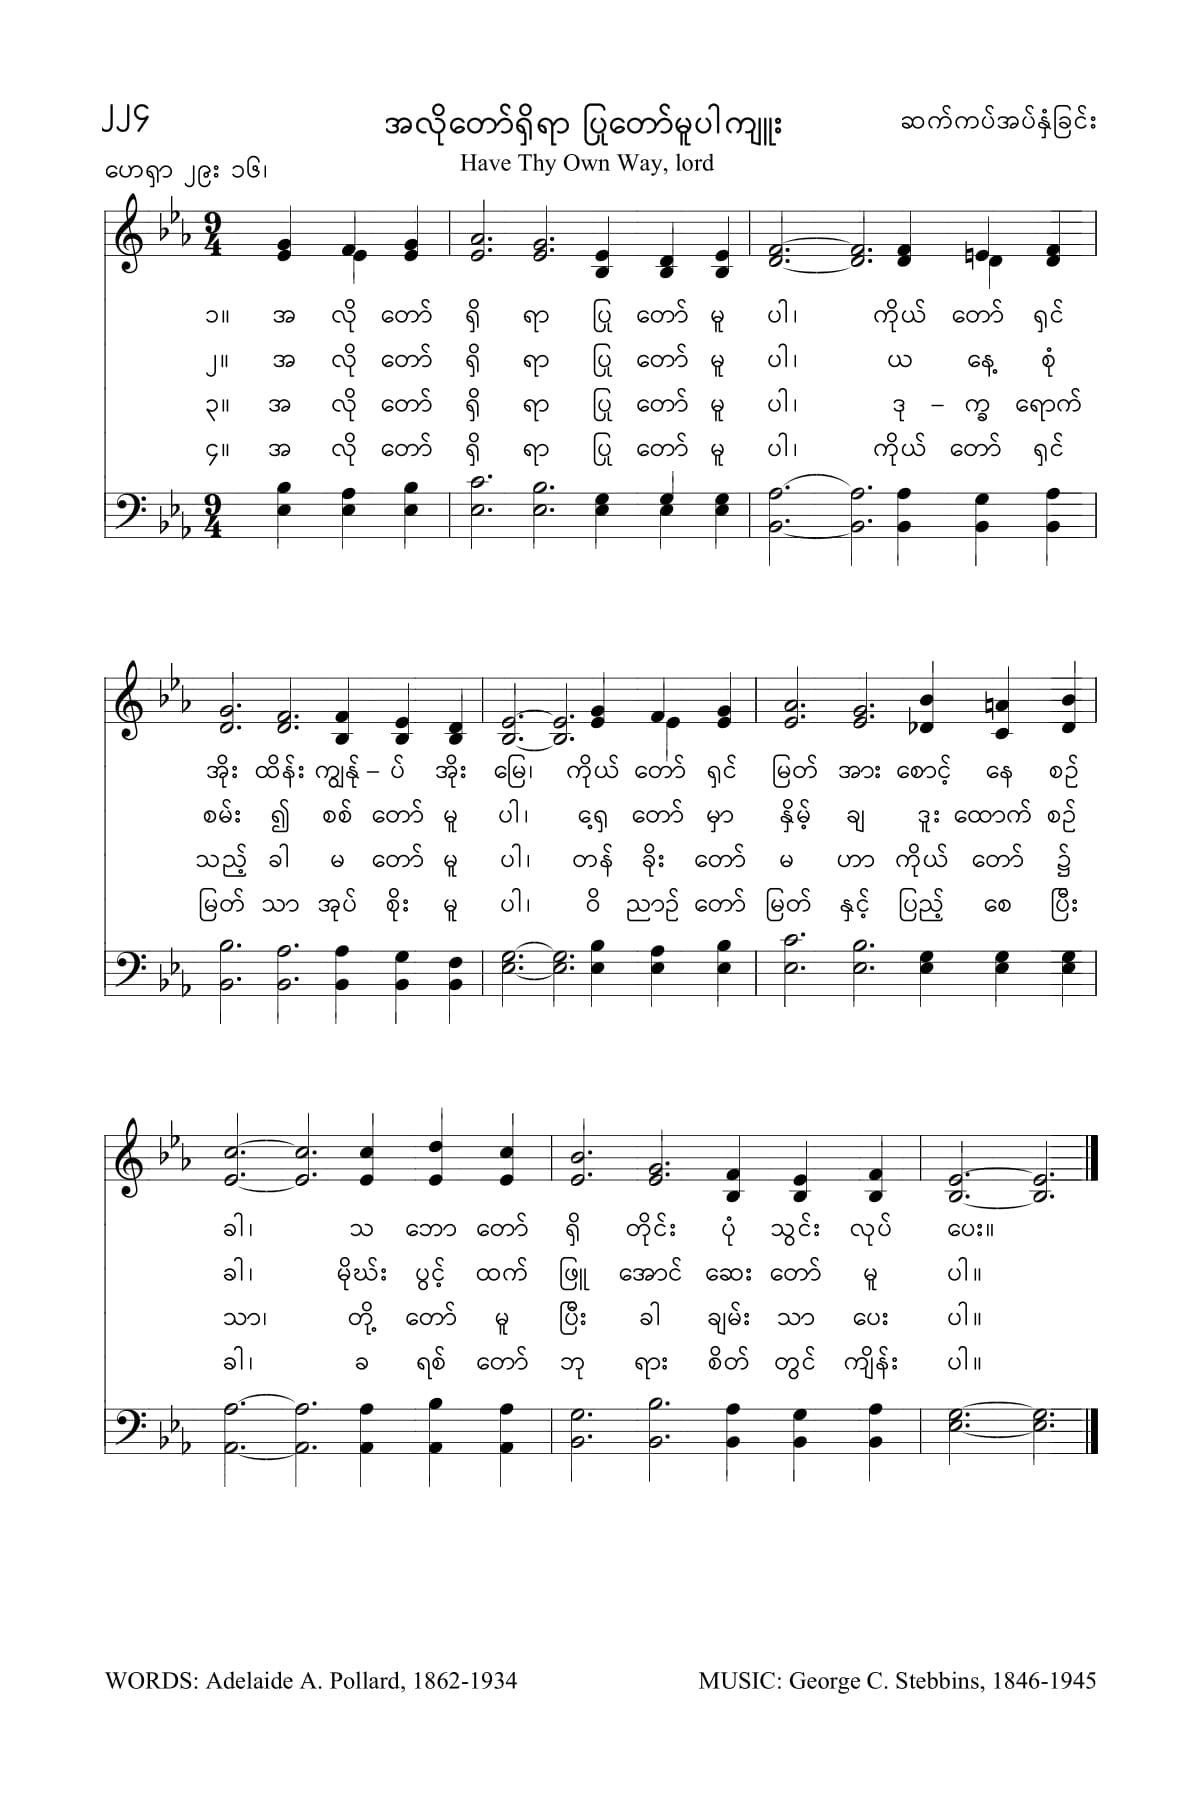 ၂၂၄ အလိုတော်ရှိရာ ပြုတော်မူပါကျူး ဆက်ကပ်အပ်နှံခြင်း
ဟေရှာ ၂၉း ၁၆၊ Have Thy Own Way, lord
9 4
၁။ အ လို တော် ရှိ ရာ ပြု တော် မူ ပါ၊ ကိုယ် တော် ရှင်
၂။ အ လို တော် ရှိ ရာ ပြု တော် မူ ပါ၊ ယ နေ့ စုံ
၃။ အ လို တော် ရှိ ရာ ပြု တော် မူ ပါ၊ ဒု – က္ခ ရောက်
၄။ အ လို တော် ရှိ ရာ ပြု တော် မူ ပါ၊ ကိုယ် တော် ရှင်
9 4
အိုး ထိန်း ကျွန်ု – ပ် အိုး မြေ၊ ကိုယ် တော် ရှင် မြတ် အား စောင့် နေ စဉ်
စမ်း ၍ စစ် တော် မူ ပါ၊ ရှေ့ တော် မှာ နှိမ့် ချ ဒူး ထောက် စဉ်
သည့် ခါ မ တော် မူ ပါ၊ တန် ခိုး တော် မ ဟာ ကိုယ် တော် ၌
မြတ် သာ အုပ် စိုး မူ ပါ၊ ဝိ ညာဉ် တော် မြတ် နှင့် ပြည့် စေ ပြီး
ခါ၊ သ ဘော တော် ရှိ တိုင်း ပုံ သွင်း လုပ် ပေး။
ခါ၊ မိုဃ်း ပွင့် ထက် ဖြူ အောင် ဆေး တော် မူ ပါ။
သာ၊ တို့ တော် မူ ပြီး ခါ ချမ်း သာ ပေး ပါ။
ခါ၊ ခ ရစ် တော် ဘု ရား စိတ် တွင် ကျိန်း ပါ။
WORDS: Adelaide A. Pollard, 1862-1934 MUSIC: George C. Stebbins, 1846-1945